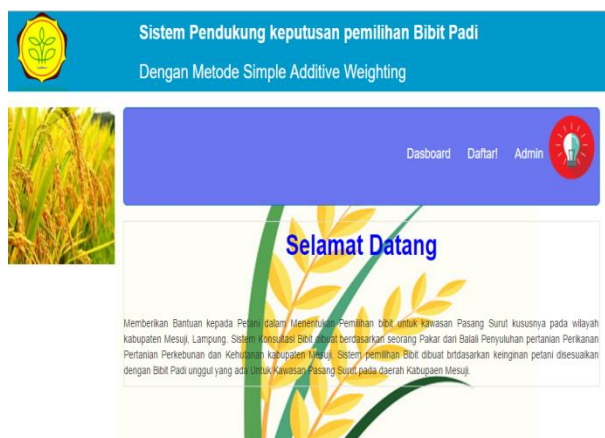 Sistem Pendukung keputusan pemilihan Bibit Padi
Dengan Metode Simple Additive Weighting
Dasboard Daftar! Admin
Selamat Datang
Memberikan Bantuan kepada Petani dalam Menentukan Pemilihan bibit untuk kawasan Pasang Surut kususnya pada wilayah
kabupaten Mesuji, Lampung. Sistem Konsultasi Bibit dibuat berdasarkan seorang Pakar dari Balali Penyuluhan pertanian Perikanan
Pertanian Perkebunan dan Kehutanan kabupaten Mesuji. Sistem pemilihan Bibit dibuat brtdasarkan keinginan petani disesuaikan
dengan Bibit Padi unggul yang ada Untuk Kawasan Pasang Surut pada daerah Kabupaen Mesuji.